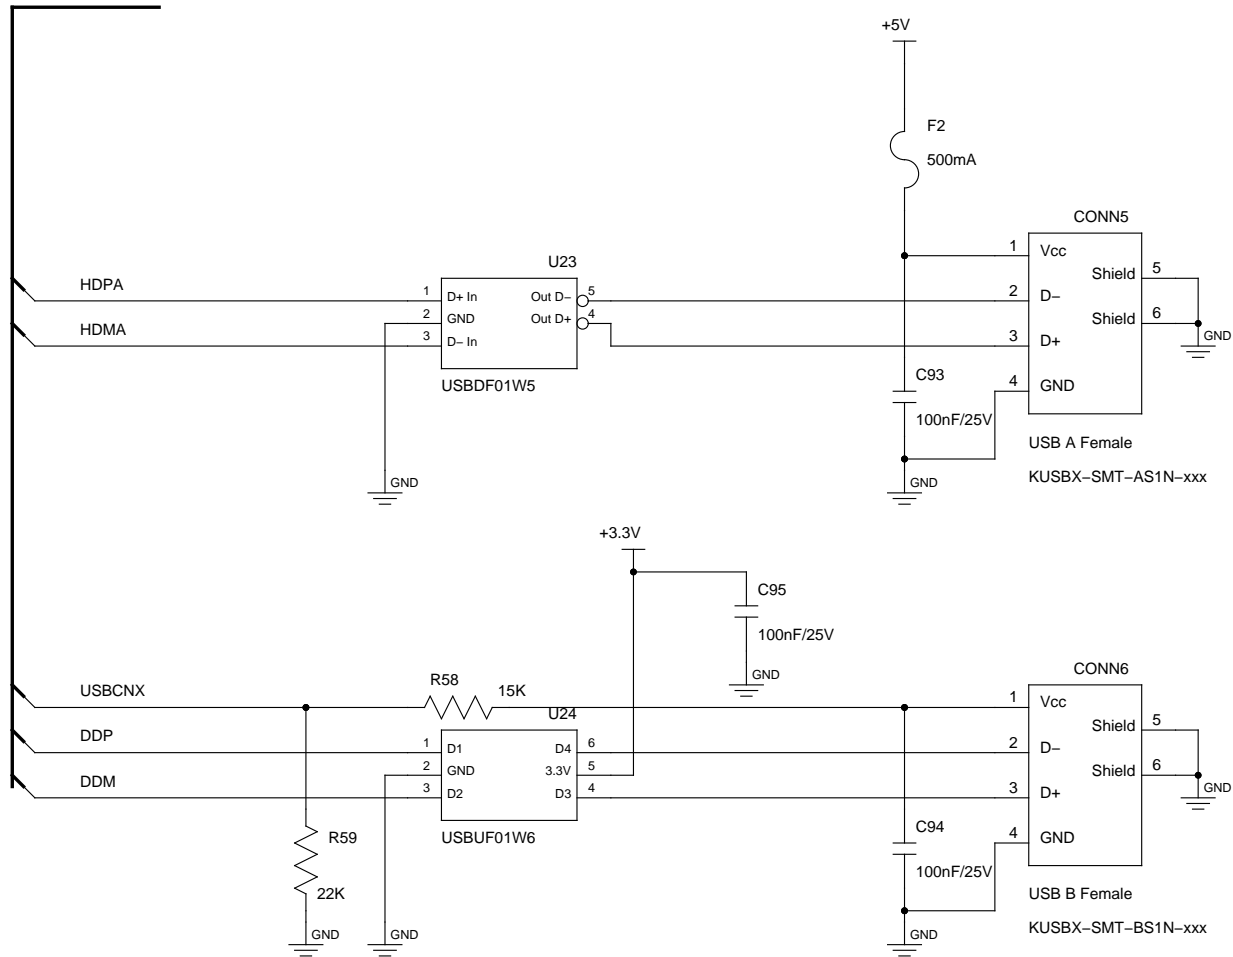 +5V
F2
500mA
CONN5
1 Vcc
Shield 5
U23
HDPA
1 D+ In Out D− 5
2 D−
2 GND Out D+ 4
Shield 6
HDMA
3 D− In
3 D+
GND
C93
4 GND
USBDF01W5
100nF/25V
USB A Female
GND
GND
KUSBX−SMT−AS1N−xxx
+3.3V
C95
100nF/25V
GND
CONN6
USBCNX
R58
15K
1 Vcc
U24
Shield 5
DDP
1 D1 D4 6
2 D−
2 GND 3.3V 5
Shield 6
DDM
3 D2 D3 4
3 D+
GND
C94
R59
USBUF01W6
4 GND
100nF/25V
22K
USB B Female
GND
GND
GND
KUSBX−SMT−BS1N−xxx